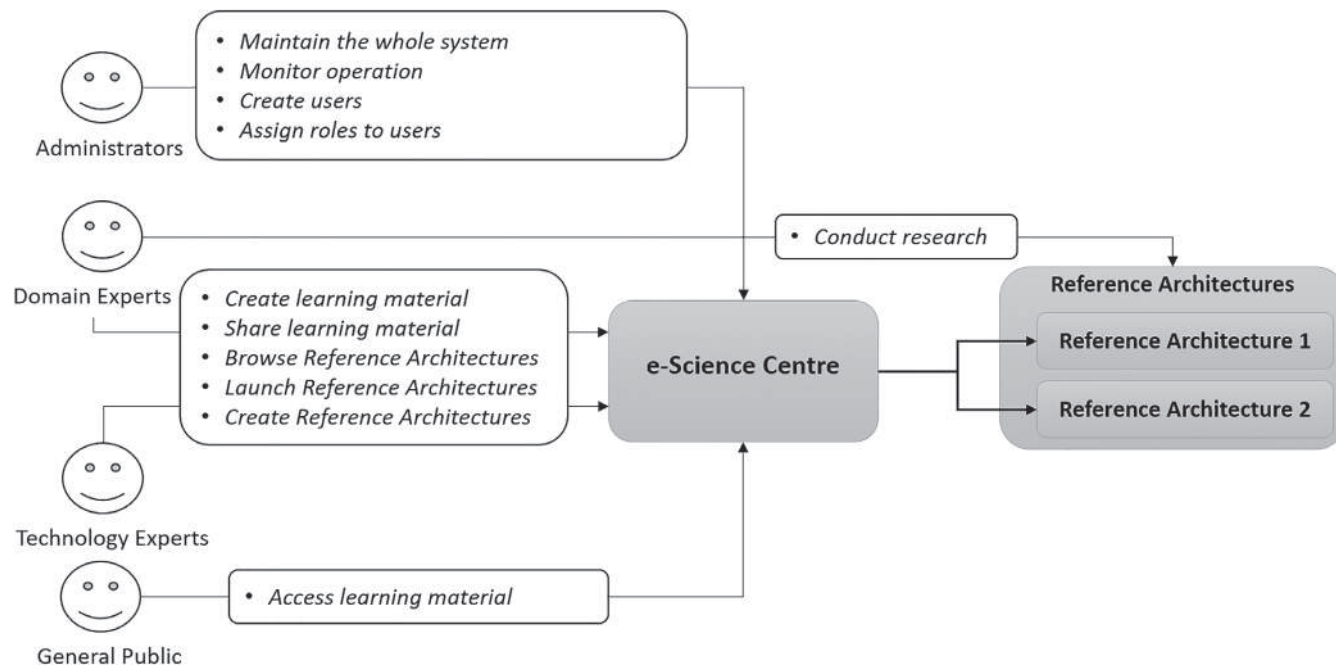 • Maintain the whole system
• Monitor operation
• Create users
• Assign roles to users
Administrators
• Conduct research
Domain Experts
• Create learning material
• Share learning material
• Browse Reference Architectures
• Launch Reference Architectures
• Create Reference Architectures
e-Science Centre
Reference Architectures
Reference Architecture 1
Reference Architecture 2
Technology Experts
• Access learning material
General Public